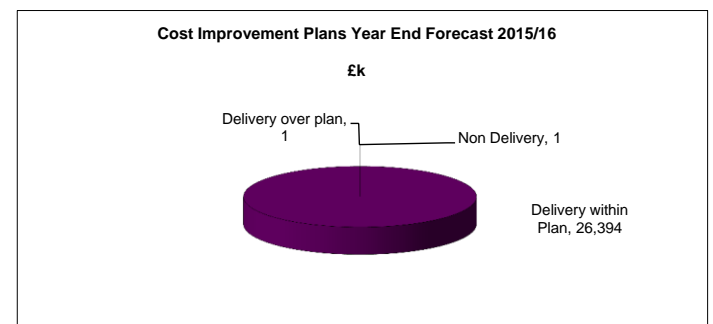 Cost Improvement Plans Year End Forecast 2015/16
£k
Delivery over plan,
1
Non Delivery, 1
Delivery within
Plan, 26,394